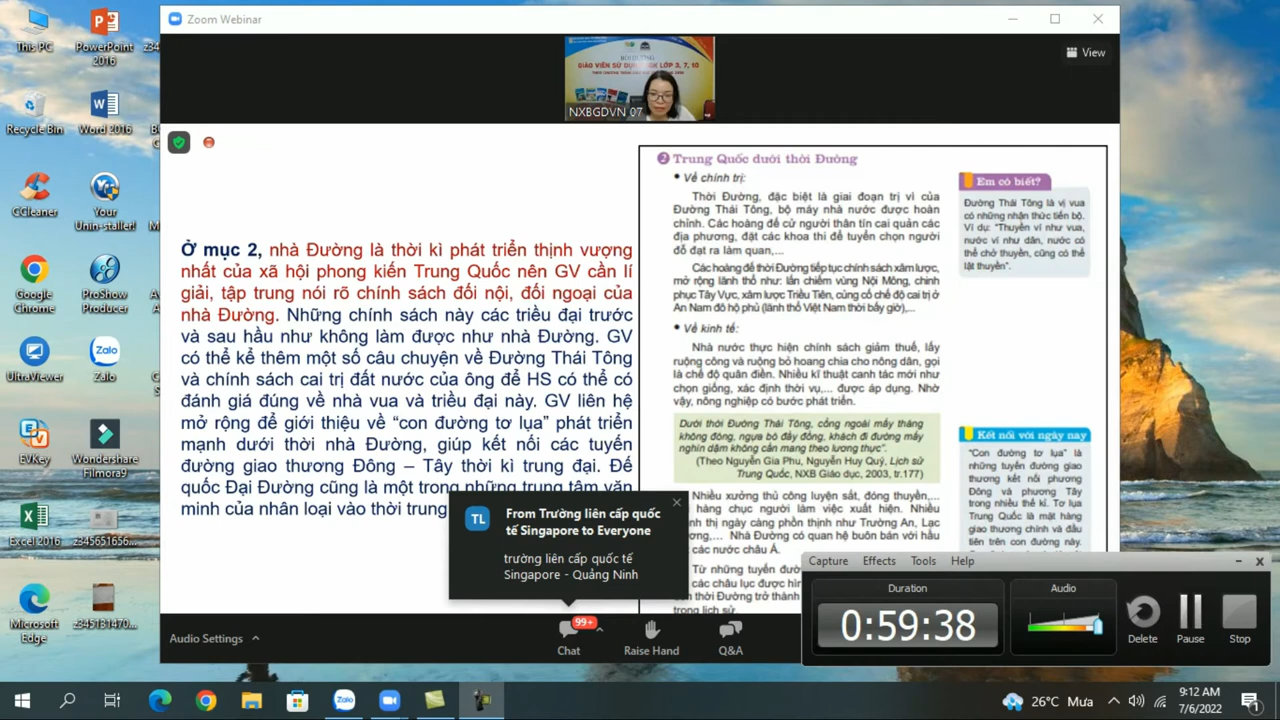 Zoom Webinar
This PC
PowerPoint 2016
z34
Recycle Bin
Word 2016
CCleaner
Your Unin-staller!
Google Chrome
ProShow Producer
UltraViewer
Zalo
EVKey
Wondershare Filmora9
Excel 2016
z345651656...
Microsoft Edge
z345131470...
BỒI DƯỠNG
GIÁO VIÊN SỬ DỤNG SGK LỚP 3, 7, 10
NXBGDVN 07
View
Ở mục 2, nhà Đường là thời kì phát triển thịnh vượng
nhất của xã hội phong kiến Trung Quốc nên GV cần lí
giải, tập trung nói rõ chính sách đối nội, đối ngoại của
nhà Đường. Những chính sách này các triều đại trước
và sau hầu như không làm được như nhà Đường. GV
có thể kể thêm một số câu chuyện về Đường Thái Tông
và chính sách cai trị đất nước của ông để HS có thể có
đánh giá đúng về nhà vua và triều đại này. GV liên hệ
mở rộng để giới thiệu về “con đường tơ lụa” phát triển
mạnh dưới thời nhà Đường, giúp kết nối các tuyến
đường giao thương Đông – Tây thời kì trung đại. Đế
quốc Đại Đường cũng là một trong những trung tâm văn
minh của nhân loại vào thời trung
2 Trung Quốc dưới thời Đường
• Về chính trị:
Thời Đường, đặc biệt là giai đoạn trị vì của
Đường Thái Tông, bộ máy nhà nước được hoàn
chỉnh. Các hoàng đế cử người thân tín cai quản các
địa phương, đặt các khoa thi để tuyển chọn người
đỗ đạt ra làm quan,...
Các hoàng đế thời Đường tiếp tục chính sách xâm lược,
mở rộng lãnh thổ như: lấn chiếm vùng Nội Mông, chinh
phục Tây Vực, xâm lược Triều Tiên, củng cố chế độ cai trị ở
An Nam đô hộ phủ (lãnh thổ Việt Nam thời bấy giờ),...
• Về kinh tế:
Nhà nước thực hiện chính sách giảm thuế, lấy
ruộng công và ruộng bỏ hoang chia cho nông dân, gọi
là chế độ quân điền. Nhiều kĩ thuật canh tác mới như
chọn giống, xác định thời vụ,... được áp dụng. Nhờ
vậy, nông nghiệp có bước phát triển.
Dưới thời Đường Thái Tông, cổng ngoài mấy tháng
không đóng, ngựa bò đầy đồng, khách đi đường mấy
nghìn dặm không cần mang theo lương thực”.
(Theo Nguyễn Gia Phu, Nguyễn Huy Quý, Lịch sử
Trung Quốc, NXB Giáo dục, 2003, tr.177)
Nhiều xưởng thủ công luyện sắt, đóng thuyền,...
hàng chục người làm việc xuất hiện. Nhiều
nh thị ngày càng phồn thịnh như Trường An, Lạc
ơng,... Nhà Đường có quan hệ buôn bán với hầu
các nước châu Á.
Từ những tuyến đườ
các châu lục được hìn
thời Đường trở thành
trong lịch sử.
Em có biết?
Đường Thái Tông là vị vua
có những nhận thức tiến bộ.
Ví dụ: “Thuyền ví như vua,
nước ví như dân, nước có
thể chở thuyền, cũng có thể
lật thuyền”.
Kết nối với ngày nay
“Con đường tơ lụa” là
những tuyến đường giao
thương kết nối phương
Đông và phương Tây
trong nhiều thế kỉ. Tơ lụa
Trung Quốc là mặt hàng
giao thương chính và đầu
tiên trên con đường này.
TL
From Trường liên cấp quốc
tế Singapore to Everyone
trường liên cấp quốc tế
Singapore - Quảng Ninh
Audio Settings
99+
Chat
Raise Hand
Q&A
Capture Effects Tools Help
Duration
0:59:38
Audio
Delete
Pause
Stop
Zalo
26°C Mưa
9:12 AM
7/6/2022
1